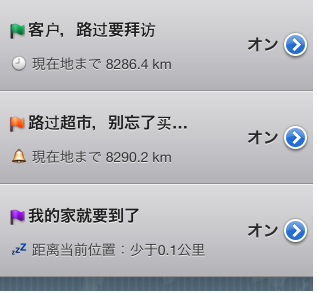 客户，路过要拜访
オン
現在地まで 8286.4 km
路过超市，别忘了买...
オン
現在地まで 8290.2 km
我的家就要到了
オン
zzZ 距离当前位置：少于0.1公里